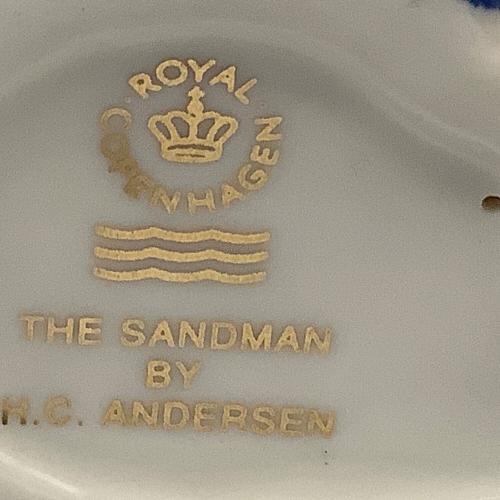 ROYAL
COPENHAGEN
THE SANDMAN
BY
H.C. ANDERSEN